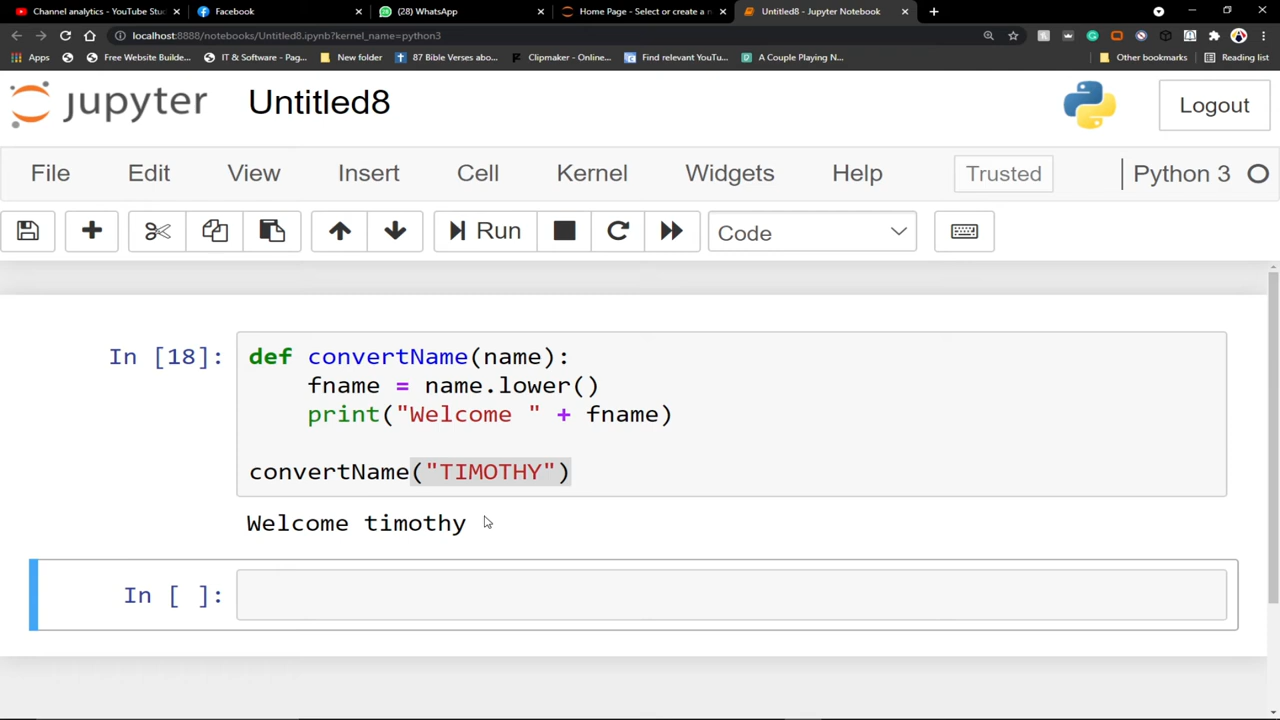 Channel analytics - YouTube Stu
Facebook
(28) WhatsApp
Home Page - Select or create a n
Untitled8 - Jupyter Notebook
localhost:8888/notebooks/Untitled8.ipynb?kernel_name=python3
Apps
Free Website Builde...
IT & Software - Pag...
New folder
87 Bible Verses abo...
Clipmaker - Online...
Find relevant YouTu...
A Couple Playing N...
Other bookmarks
Reading list
jupyter
Untitled8
Logout
File Edit View Insert Cell Kernel Widgets Help
Trusted
Python 3
Run
Code
In [18]:
def convertName(name):
    fname = name.lower()
    print("Welcome " + fname)
convertName("TIMOTHY")
Welcome timothy
In [ ]: